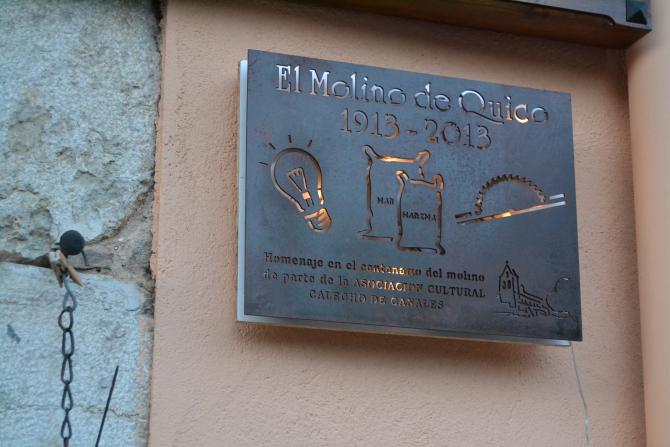 El Molino de Quico
1913 - 2013
HARINA
Homenaje en el centenario del molino
de parte de la ASOCIACION CULTURAL
CALECHO DE CANALES